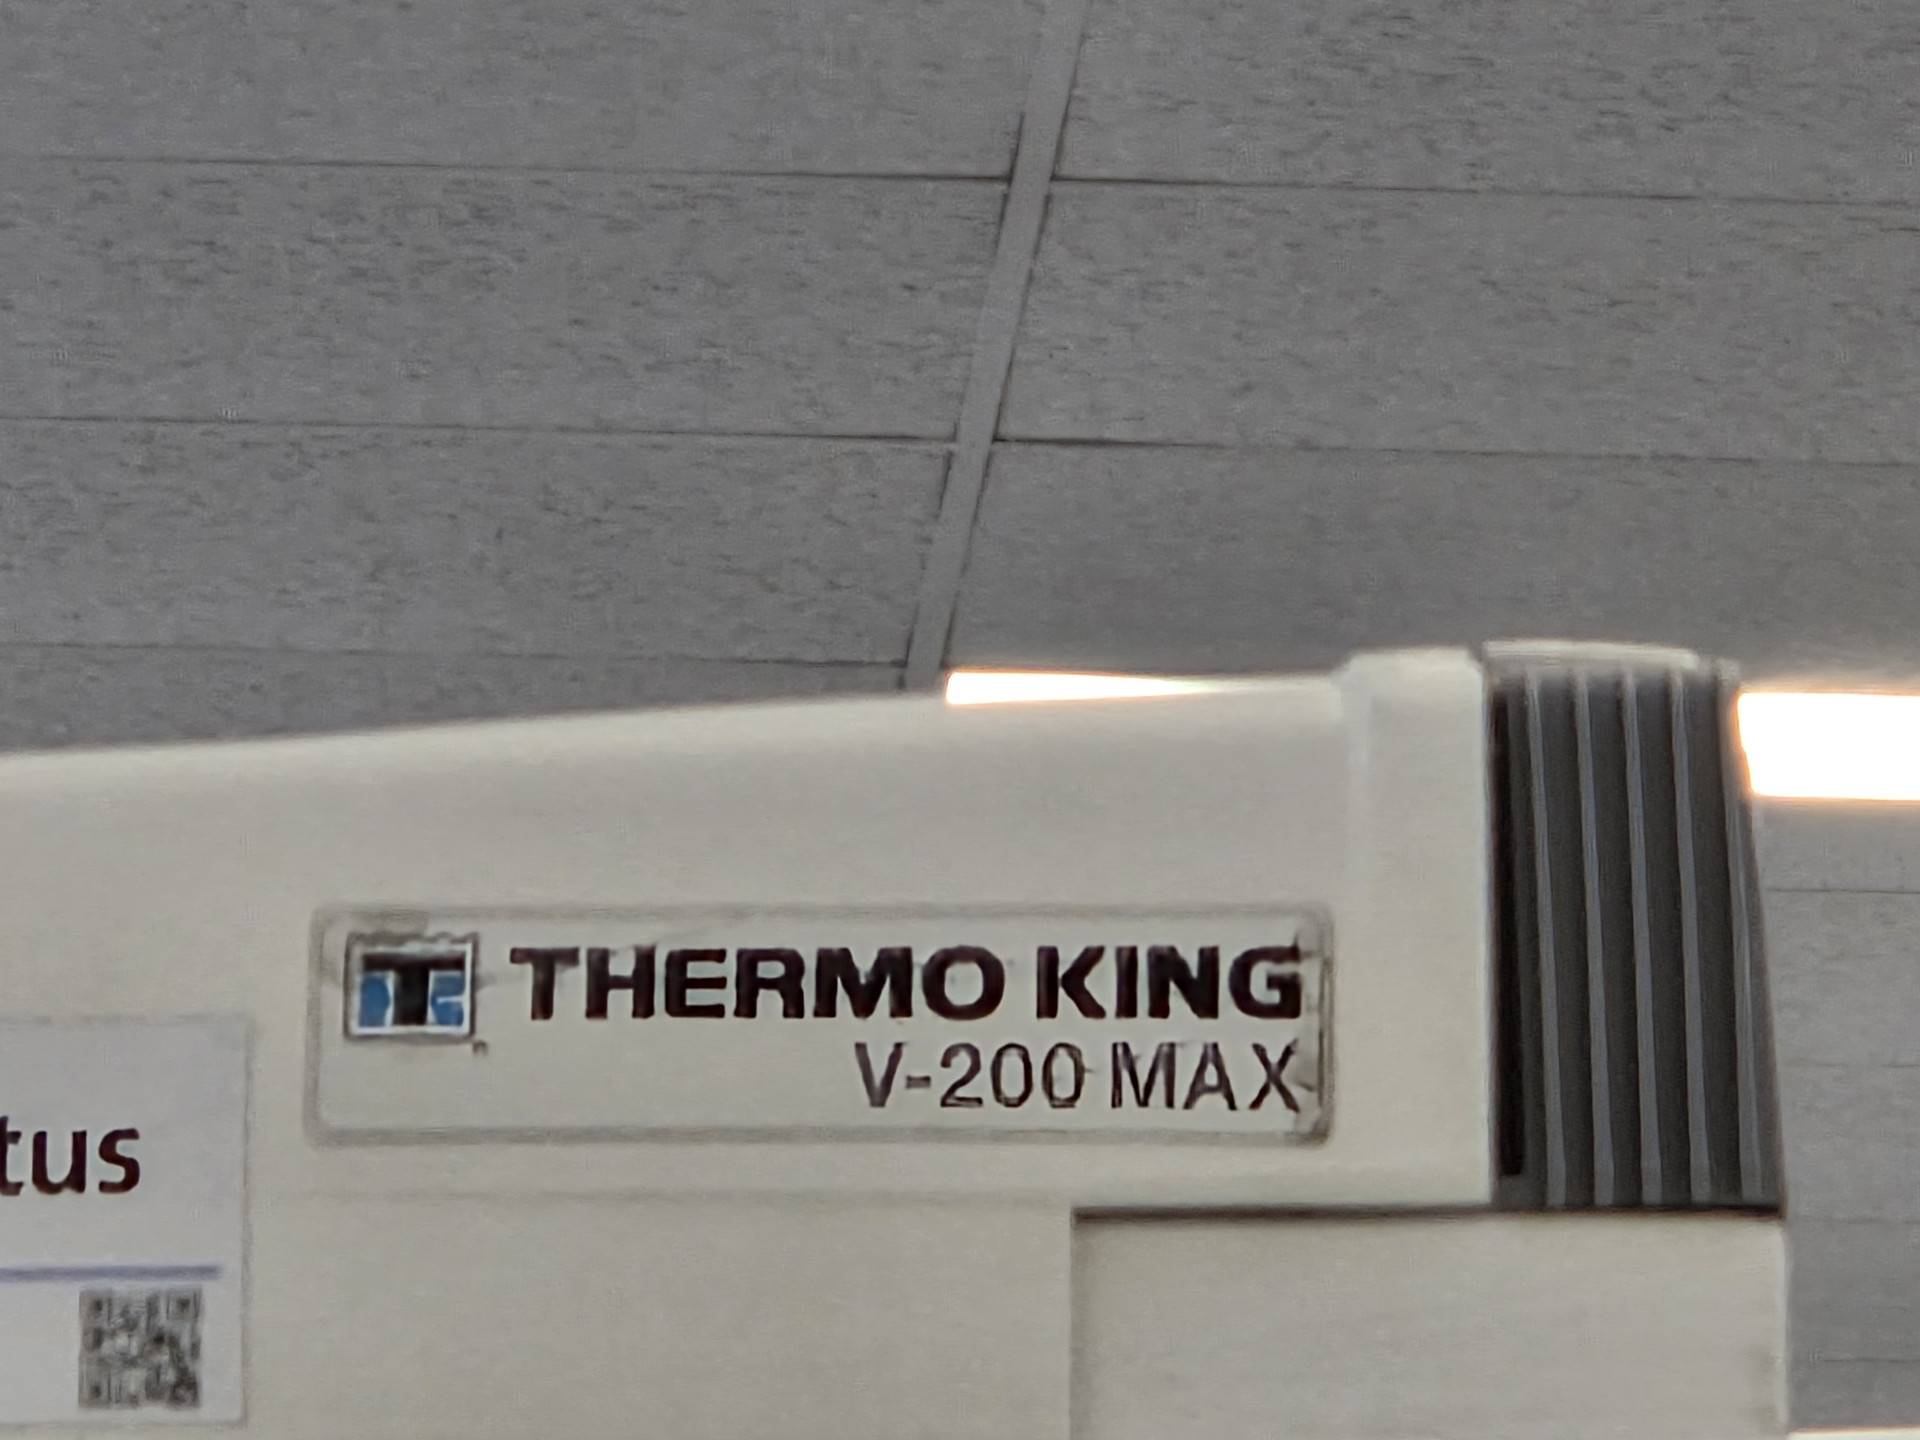 THERMO KING
V-200 MAX
tus